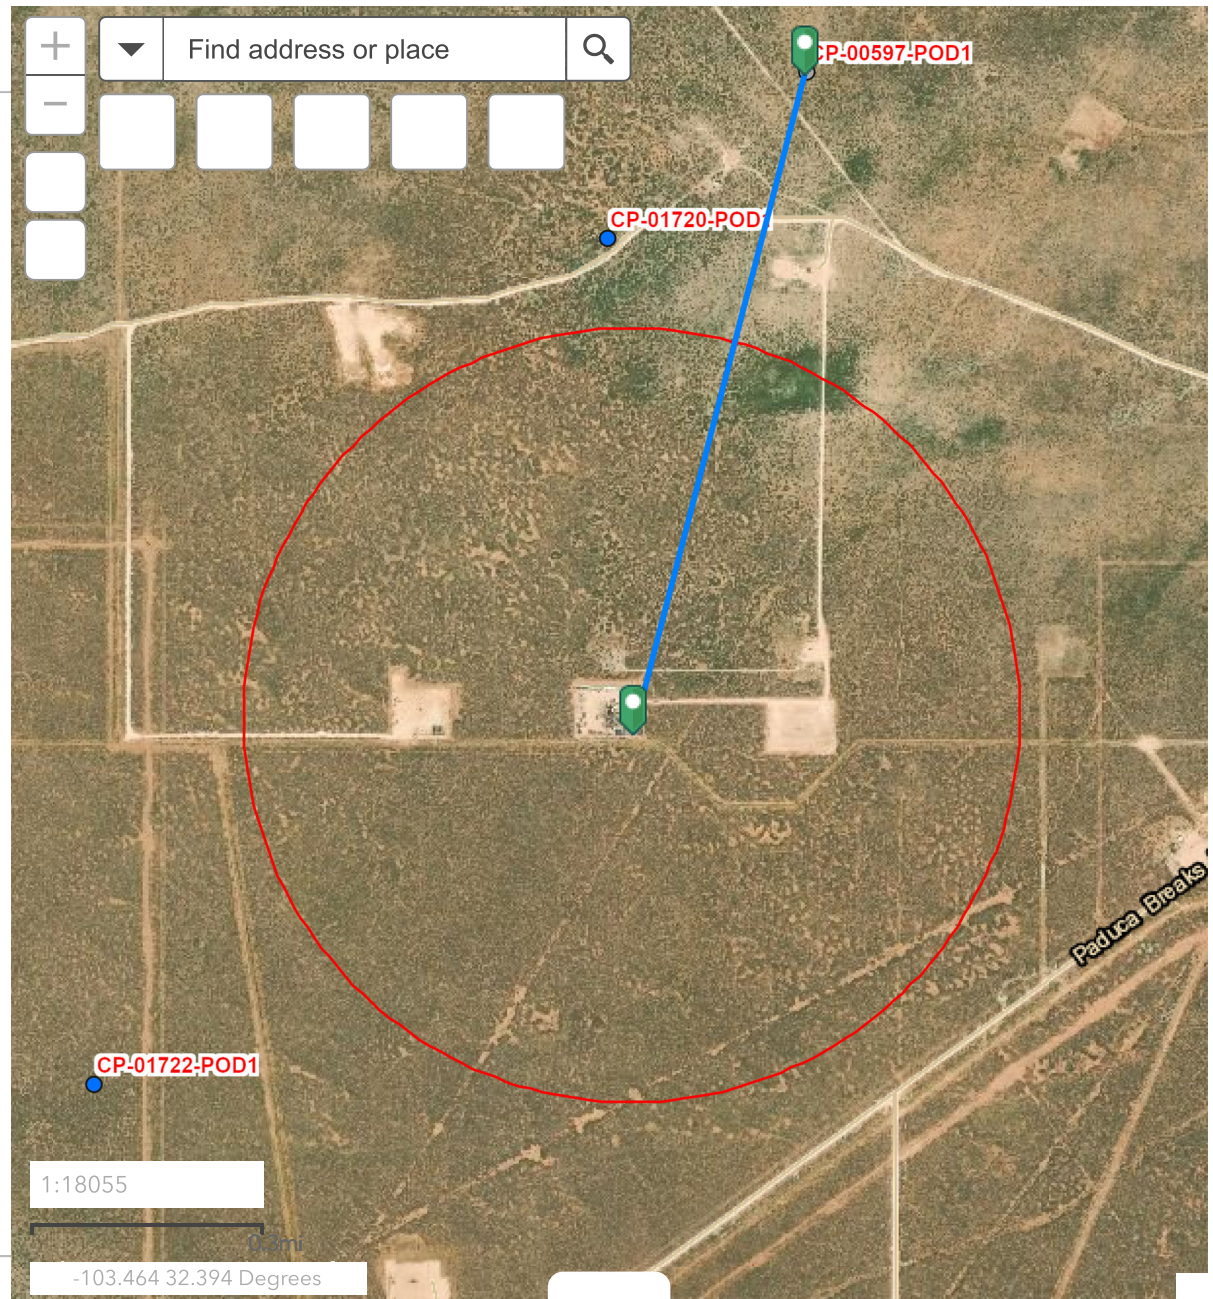 Find address or place
CP-00597-POD1
CP-01720-POD1
Paduca Breaks
CP-01722-POD1
1:18055
0.3mi
-103.464 32.394 Degrees